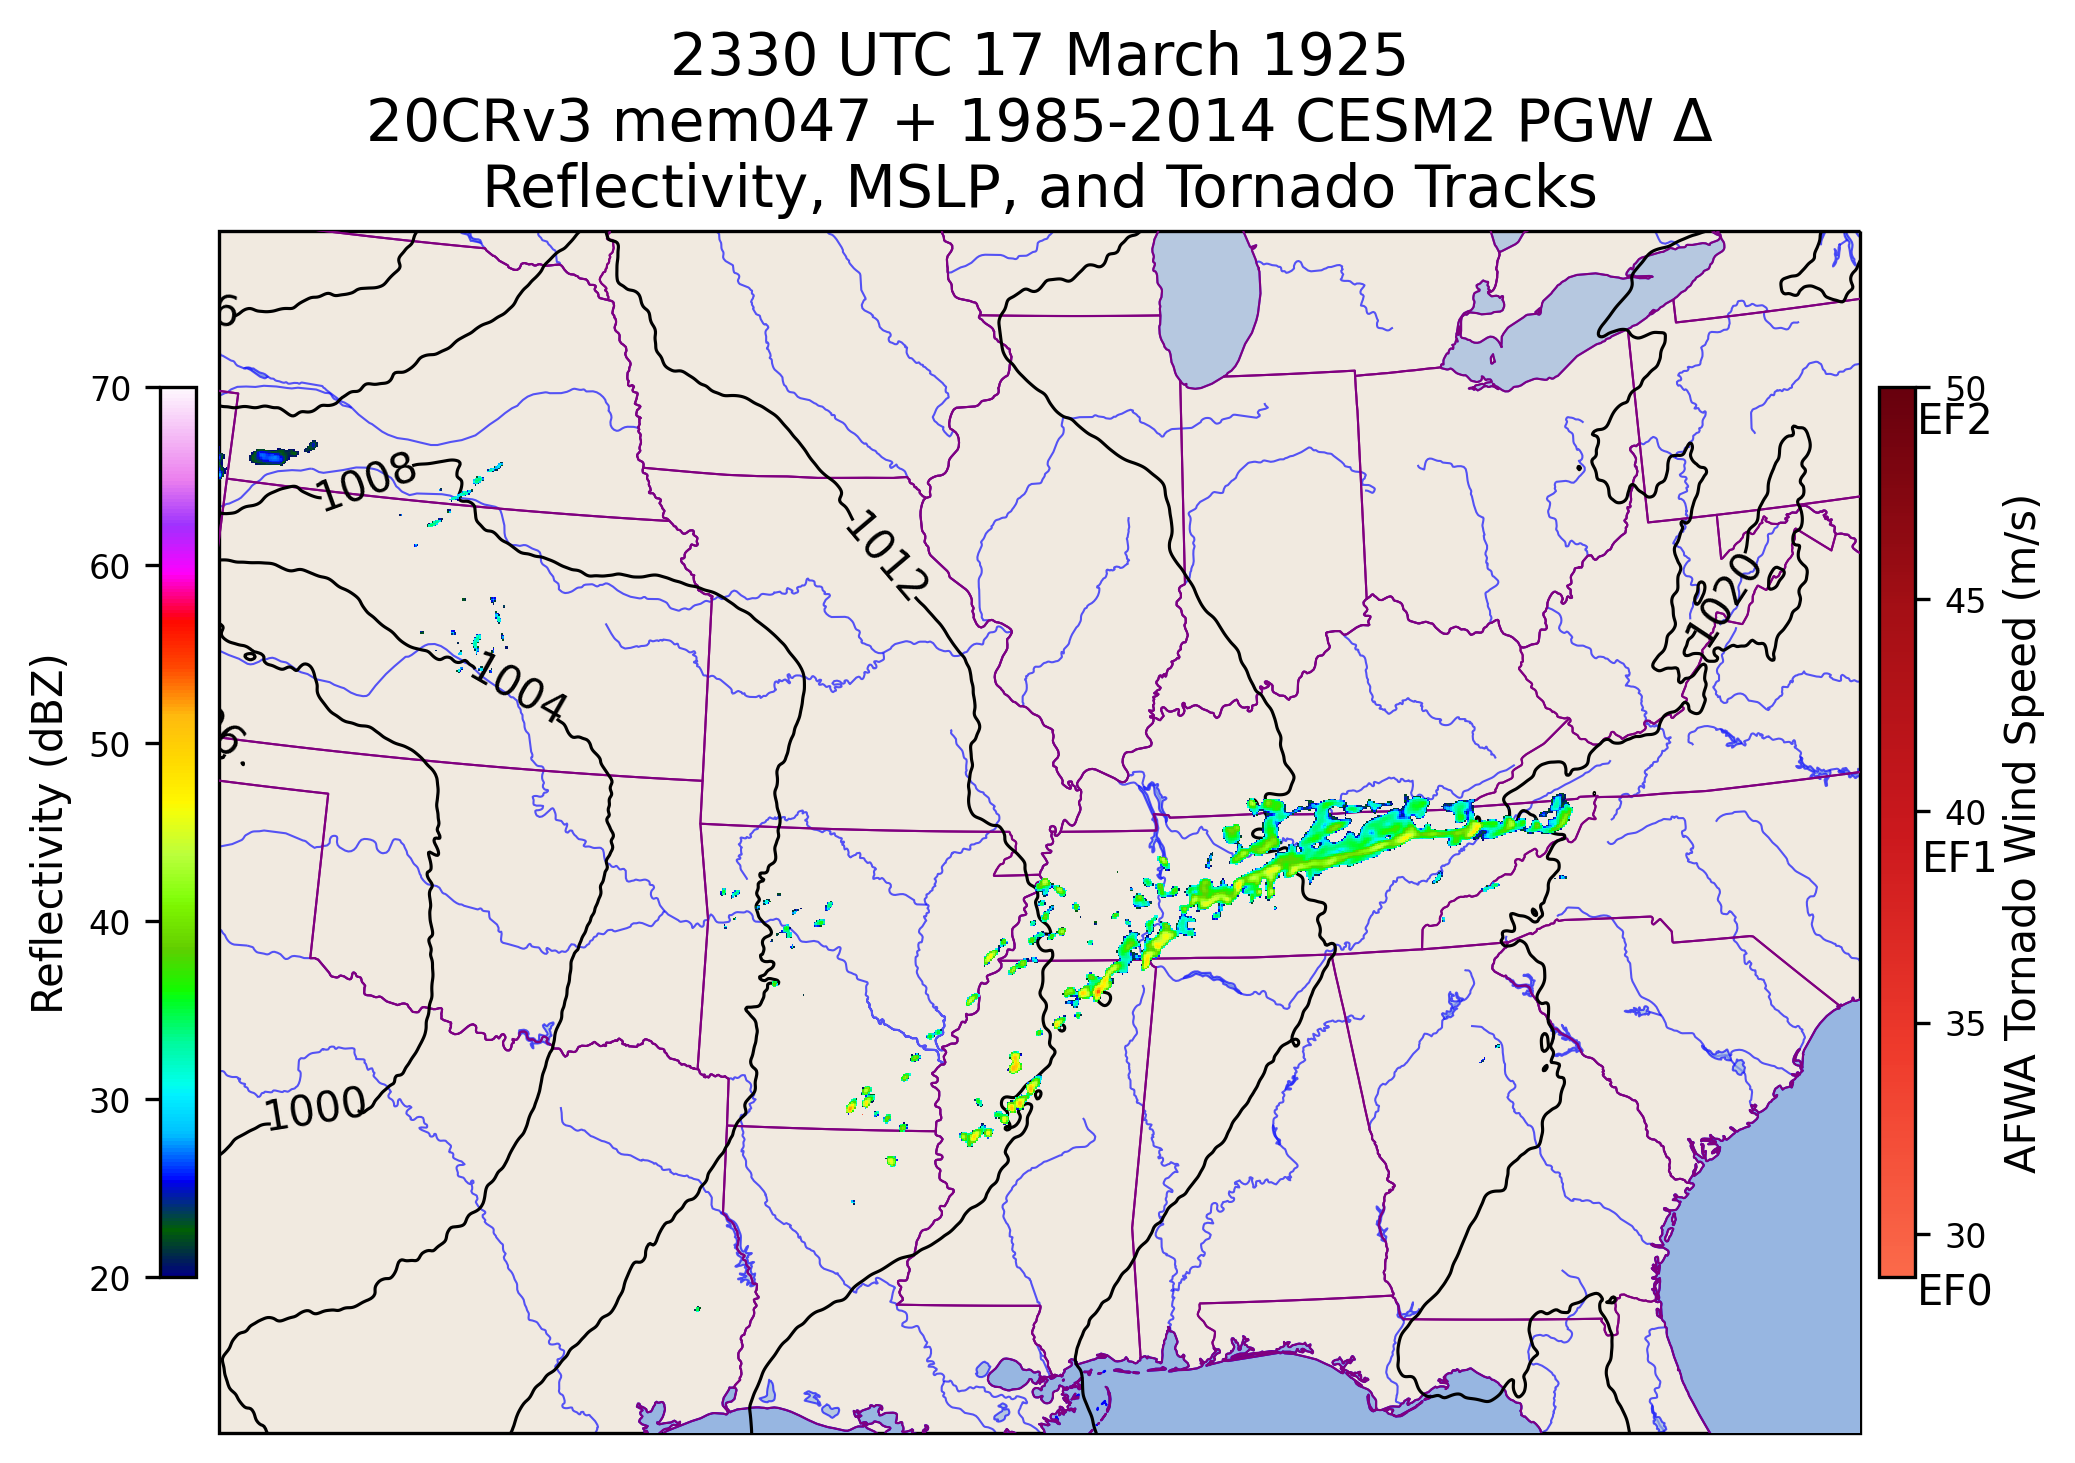 2330 UTC 17 March 1925
20CRv3 mem047 + 1985-2014 CESM2 PGW Δ
Reflectivity, MSLP, and Tornado Tracks
70
60
50
40
30
20
Reflectivity (dBZ)
1008
1012
1020
1004
1000
50
EF2
45
40
EF1
35
30
EF0
AFWA Tornado Wind Speed (m/s)